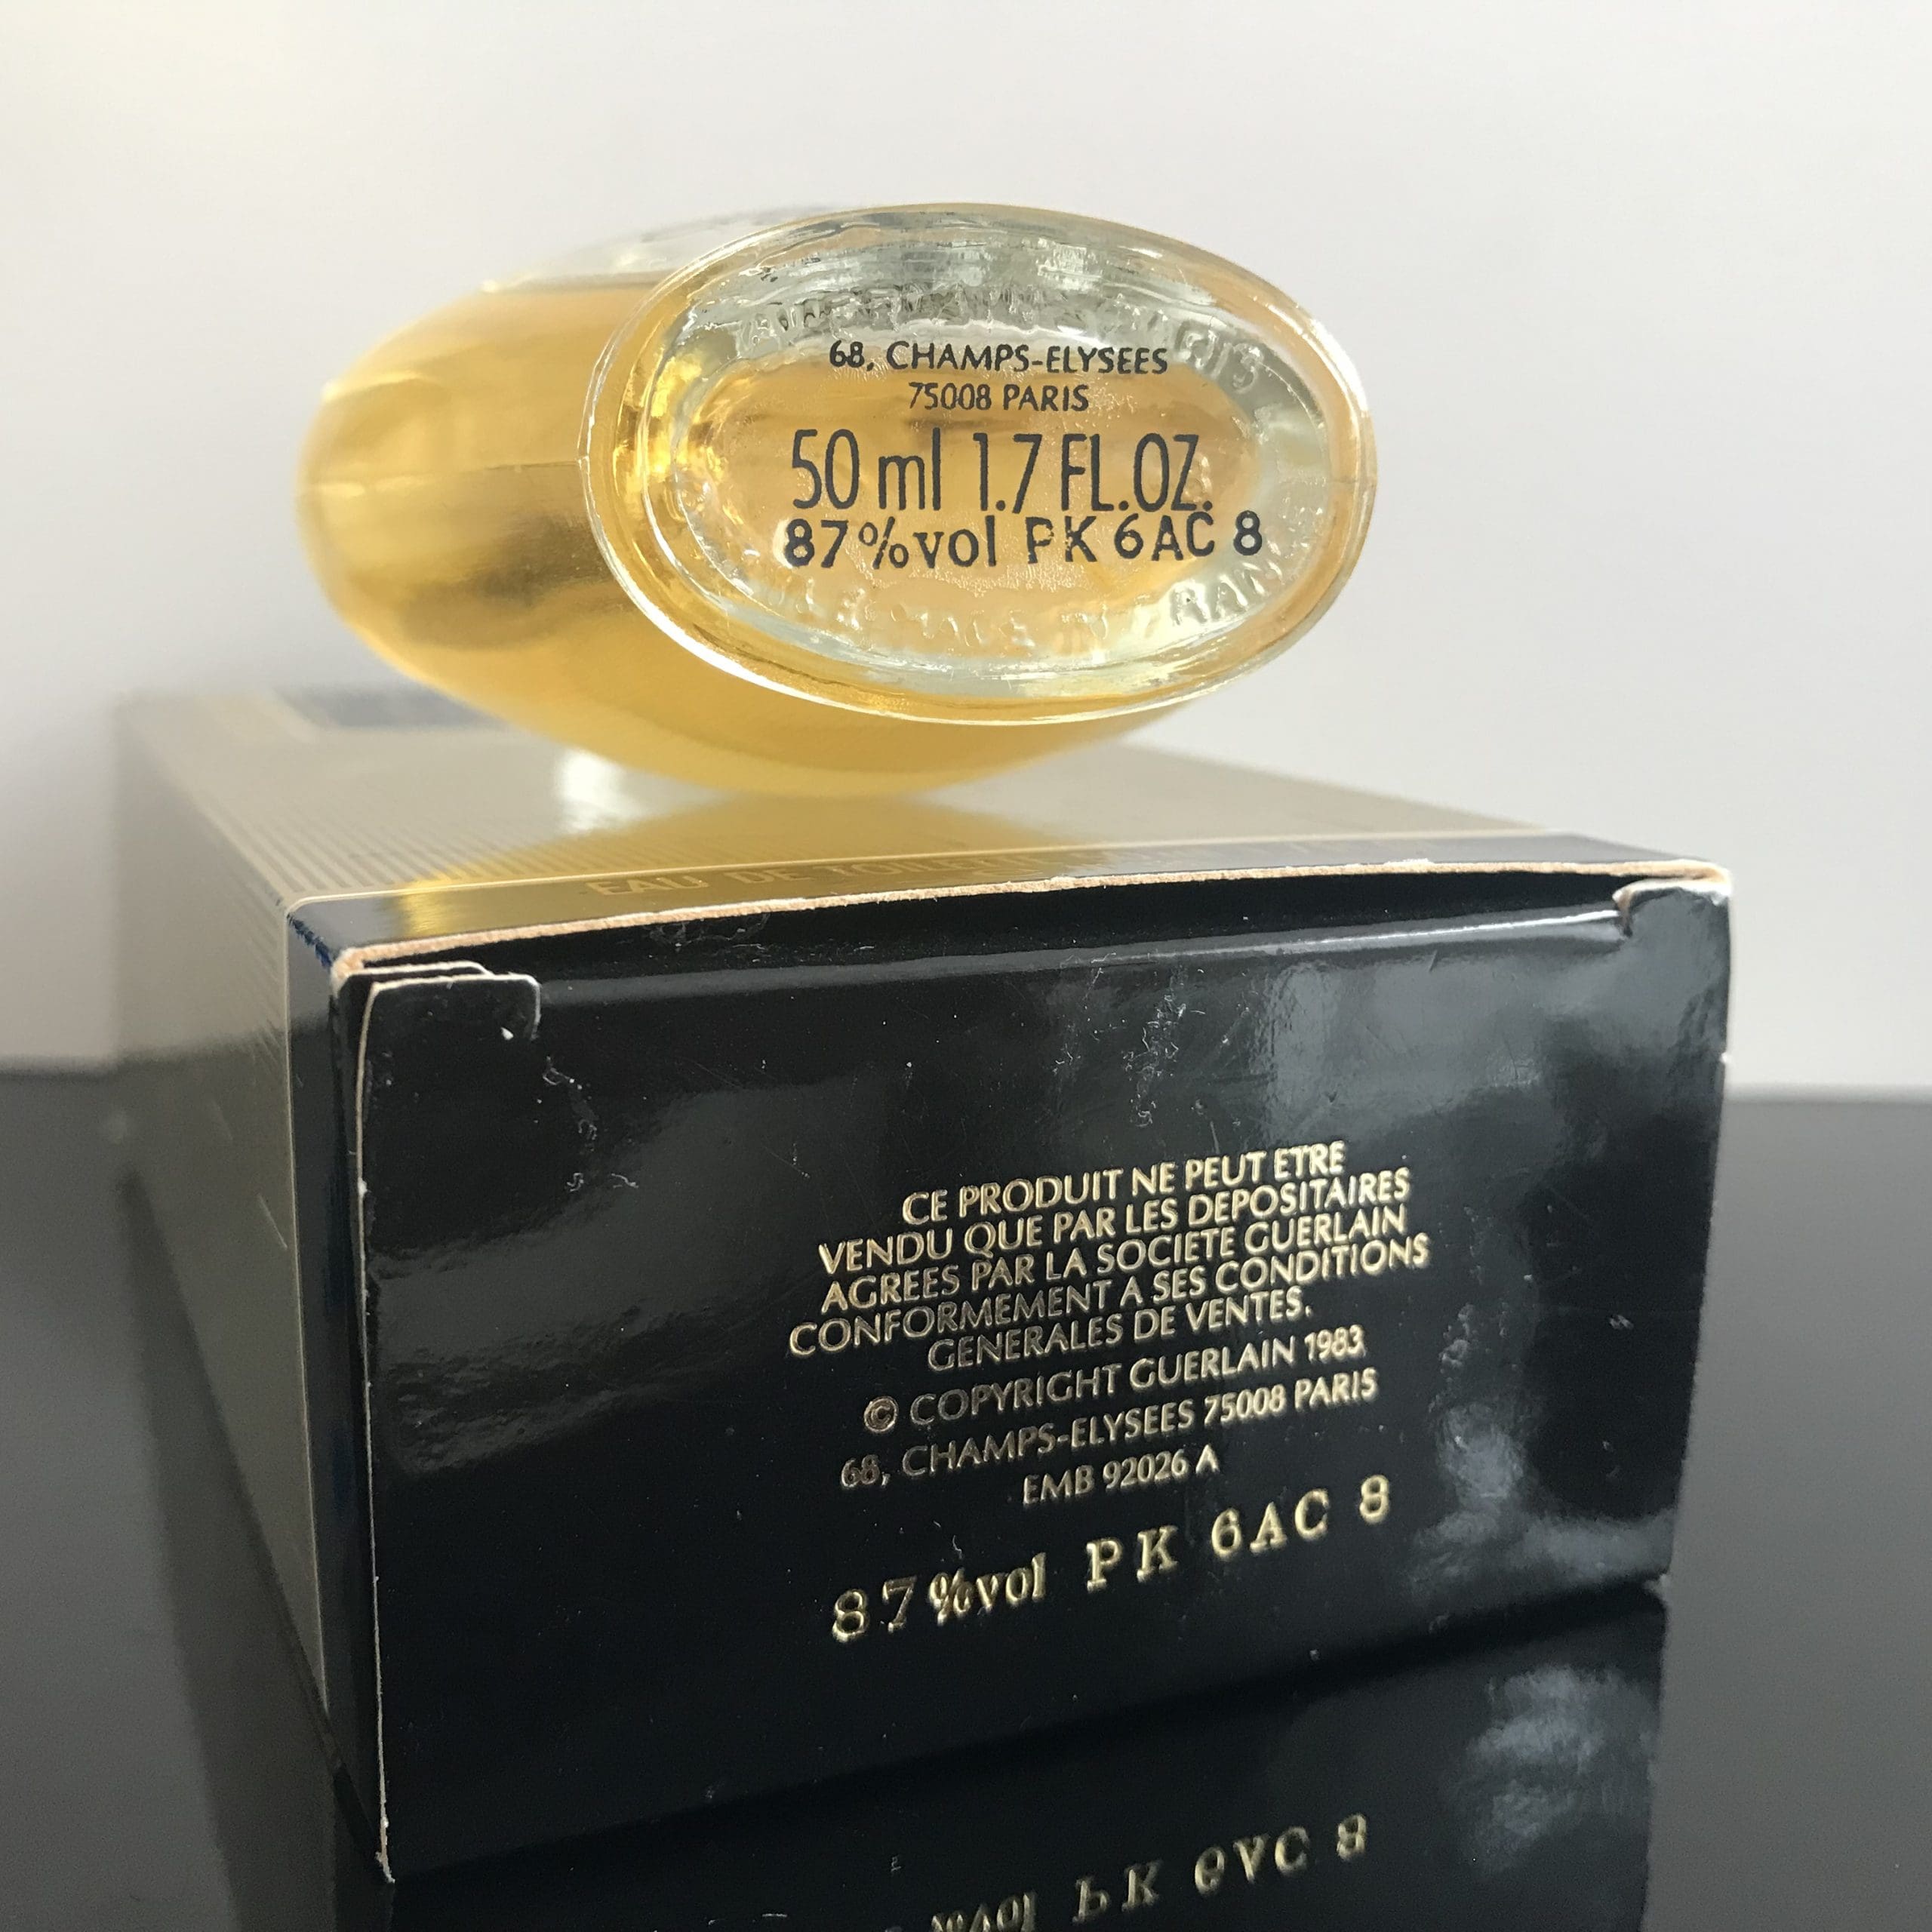 68, CHAMPS-ELYSEES
75008 PARIS
50 ml 1.7 FL.OZ.
87%vol PK 6AC 8
EAU DE
CE PRODUIT NE PEUT ETRE
VENDU QUE PAR LES DEPOSITAIRES
AGREES PAR LA SOCIETE GUERLAIN
CONFORMEMENT A SES CONDITIONS
GENERALES DE VENTES.
© COPYRIGHT GUERLAIN 1983
68, CHAMPS-ELYSEES 75008 PARIS
EMB 92026 A
87%vol PK 6AC 8